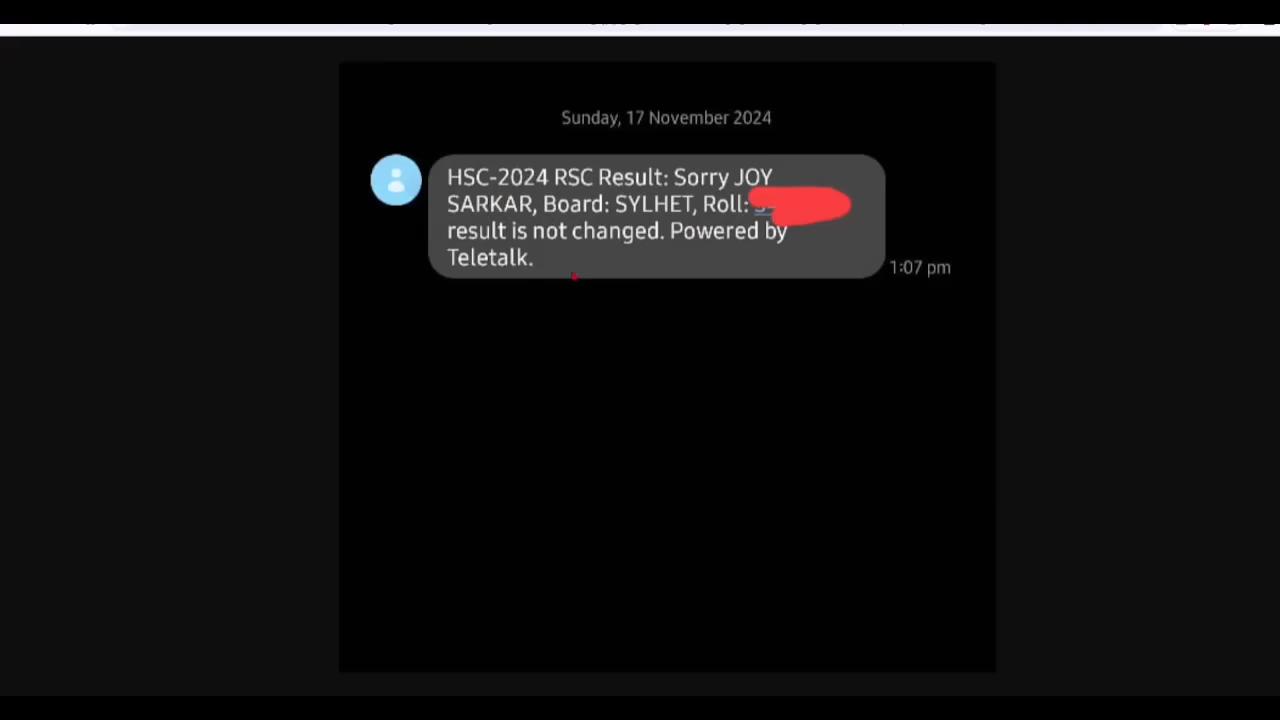 Sunday, 17 November 2024
HSC-2024 RSC Result: Sorry JOY
SARKAR, Board: SYLHET, Roll:
result is not changed. Powered by
Teletalk.
1:07 pm